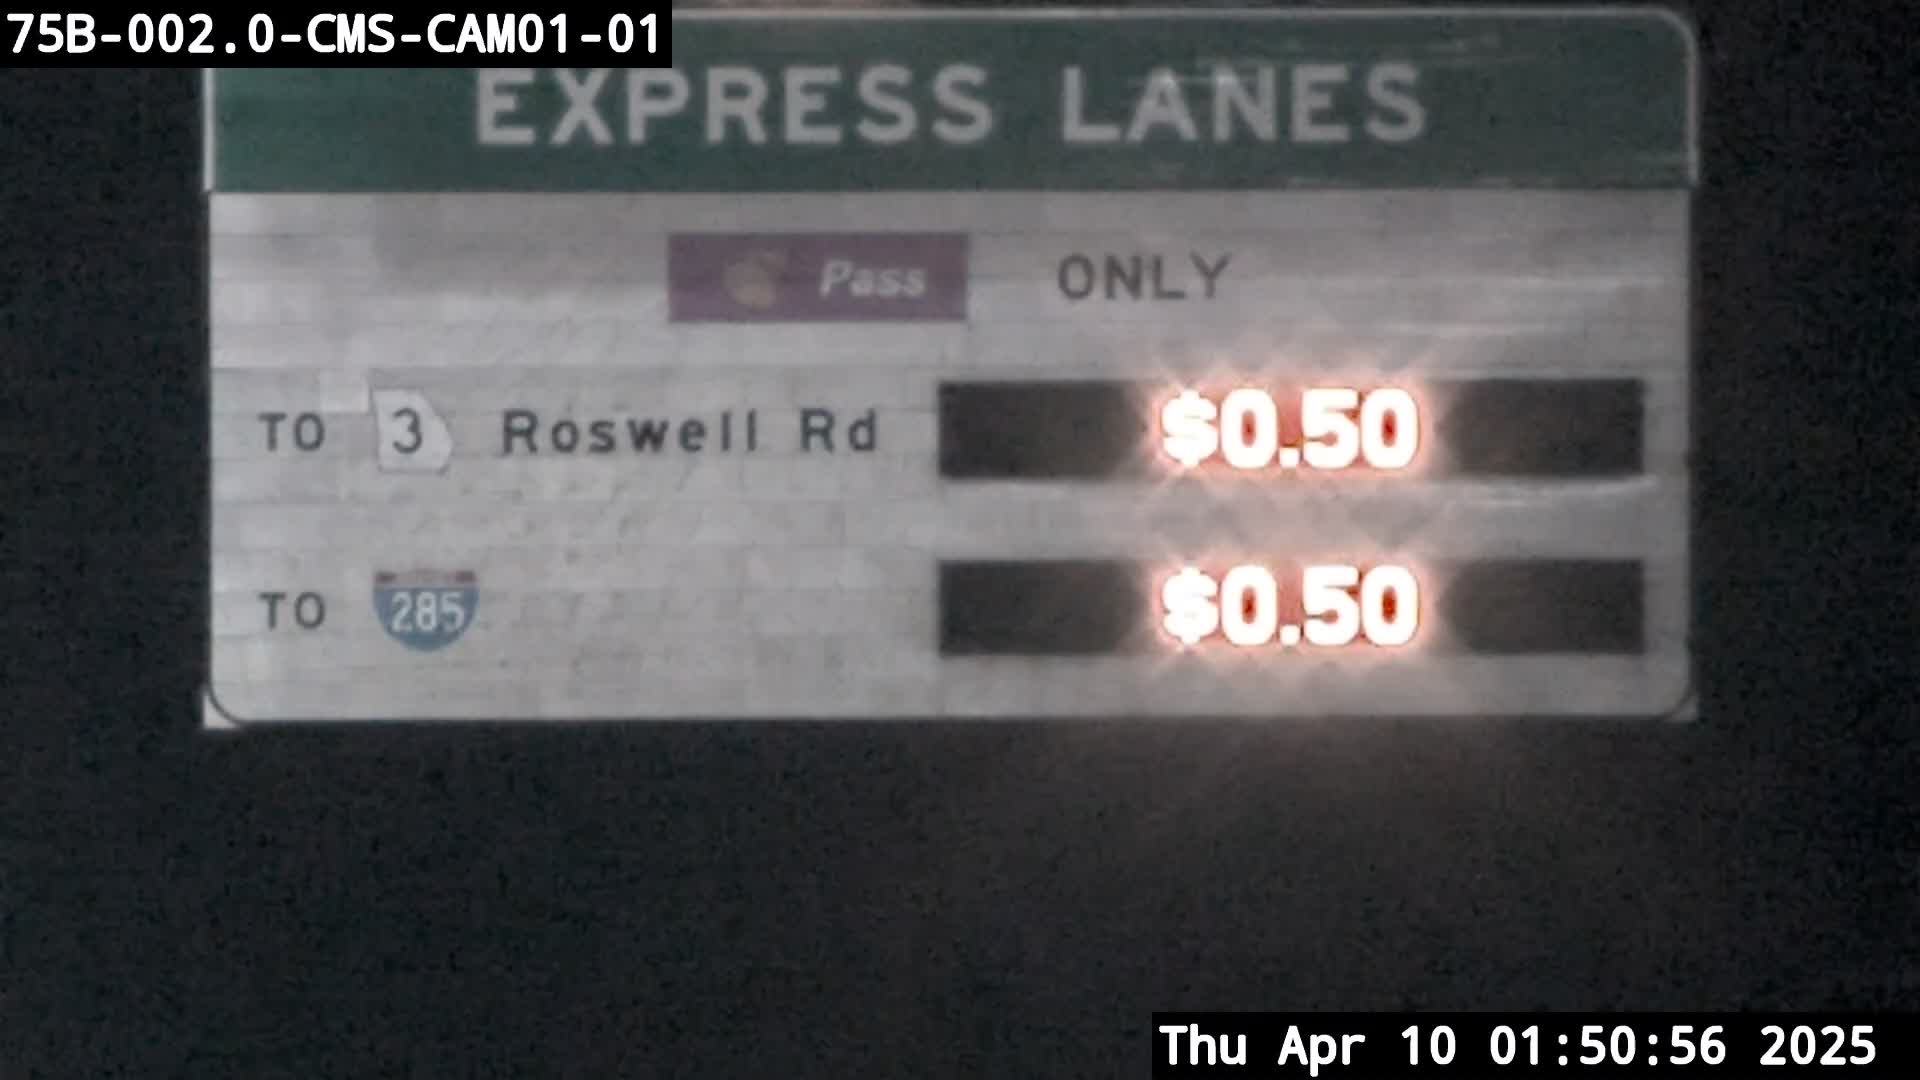 75B-002.0-CMS-CAM01-01
EXPRESS LANES
Pass ONLY
TO 3 Roswell Rd $0.50
TO 285 $0.50
Thu Apr 10 01:50:56 2025